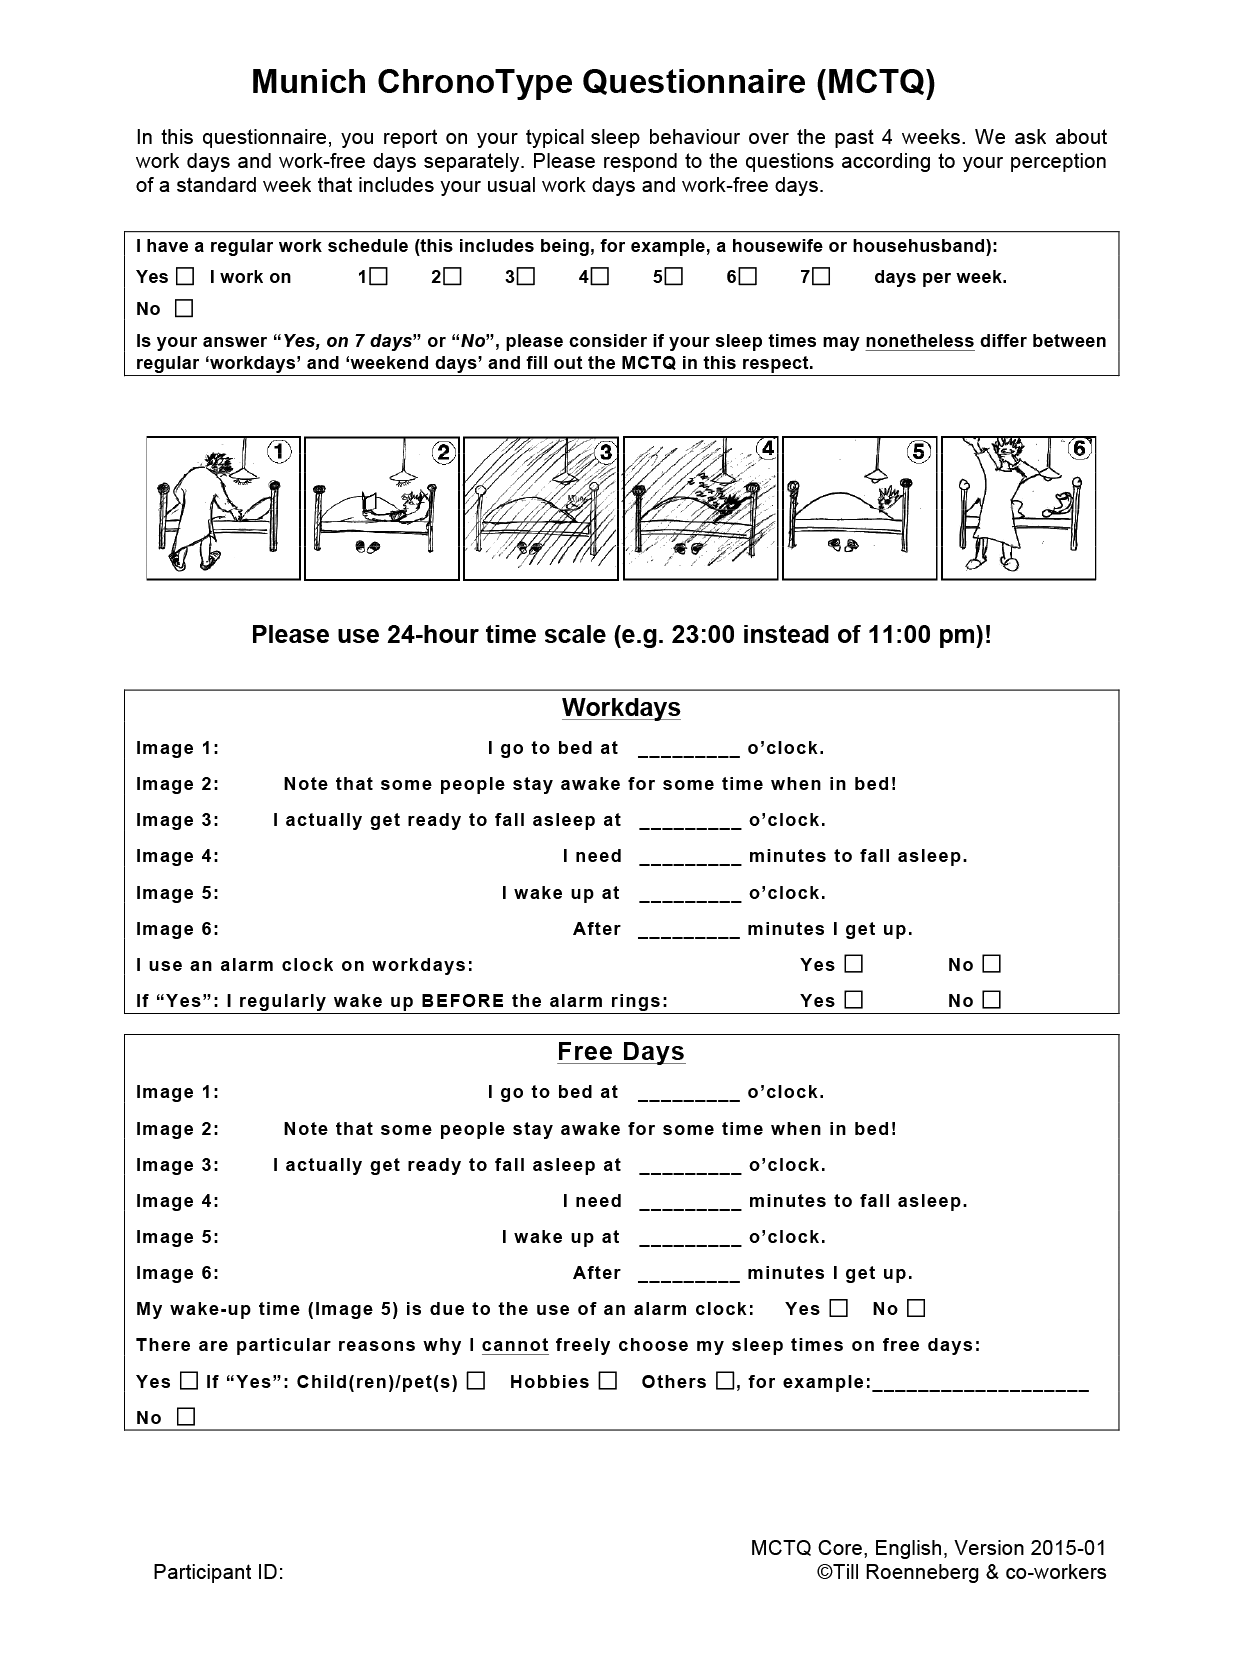 Munich ChronoType Questionnaire (MCTQ)
In this questionnaire, you report on your typical sleep behaviour over the past 4 weeks. We ask about
work days and work-free days separately. Please respond to the questions according to your perception
of a standard week that includes your usual work days and work-free days.
I have a regular work schedule (this includes being, for example, a housewife or househusband):
Yes ☐ I work on 1☐ 2☐ 3☐ 4☐ 5☐ 6☐ 7☐ days per week.
No ☐
Is your answer “Yes, on 7 days” or “No”, please consider if your sleep times may nonetheless differ between
regular ‘workdays’ and ‘weekend days’ and fill out the MCTQ in this respect.
1 2 3 4 5 6
Please use 24-hour time scale (e.g. 23:00 instead of 11:00 pm)!
Workdays
Image 1: I go to bed at _________ o’clock.
Image 2: Note that some people stay awake for some time when in bed!
Image 3: I actually get ready to fall asleep at _________ o’clock.
Image 4: I need _________ minutes to fall asleep.
Image 5: I wake up at _________ o’clock.
Image 6: After _________ minutes I get up.
I use an alarm clock on workdays: Yes ☐ No ☐
If “Yes”: I regularly wake up BEFORE the alarm rings: Yes ☐ No ☐
Free Days
Image 1: I go to bed at _________ o’clock.
Image 2: Note that some people stay awake for some time when in bed!
Image 3: I actually get ready to fall asleep at _________ o’clock.
Image 4: I need _________ minutes to fall asleep.
Image 5: I wake up at _________ o’clock.
Image 6: After _________ minutes I get up.
My wake-up time (Image 5) is due to the use of an alarm clock: Yes ☐ No ☐
There are particular reasons why I cannot freely choose my sleep times on free days:
Yes ☐ If “Yes”: Child(ren)/pet(s) ☐ Hobbies ☐ Others ☐, for example:___________________
No ☐
MCTQ Core, English, Version 2015-01
Participant ID: ©Till Roenneberg & co-workers